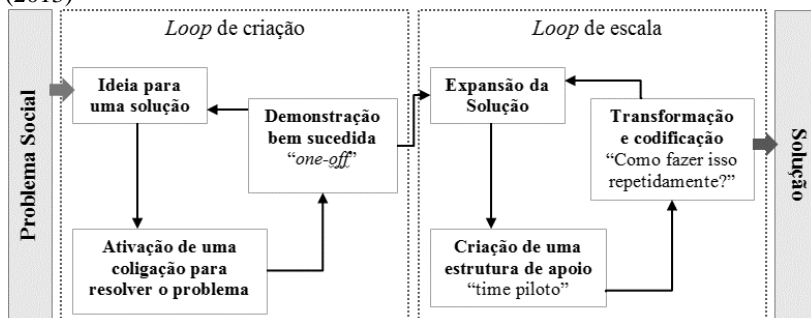 (2013)
Problema Social
Loop de criação
Ideia para
uma solução
Demonstração
bem sucedida
“one-off”
Ativação de uma
coligação para
resolver o problema
Loop de escala
Expansão da
Solução
Transformação
e codificação
“Como fazer isso
repetidamente?”
Criação de uma
estrutura de apoio
“time piloto”
Solução